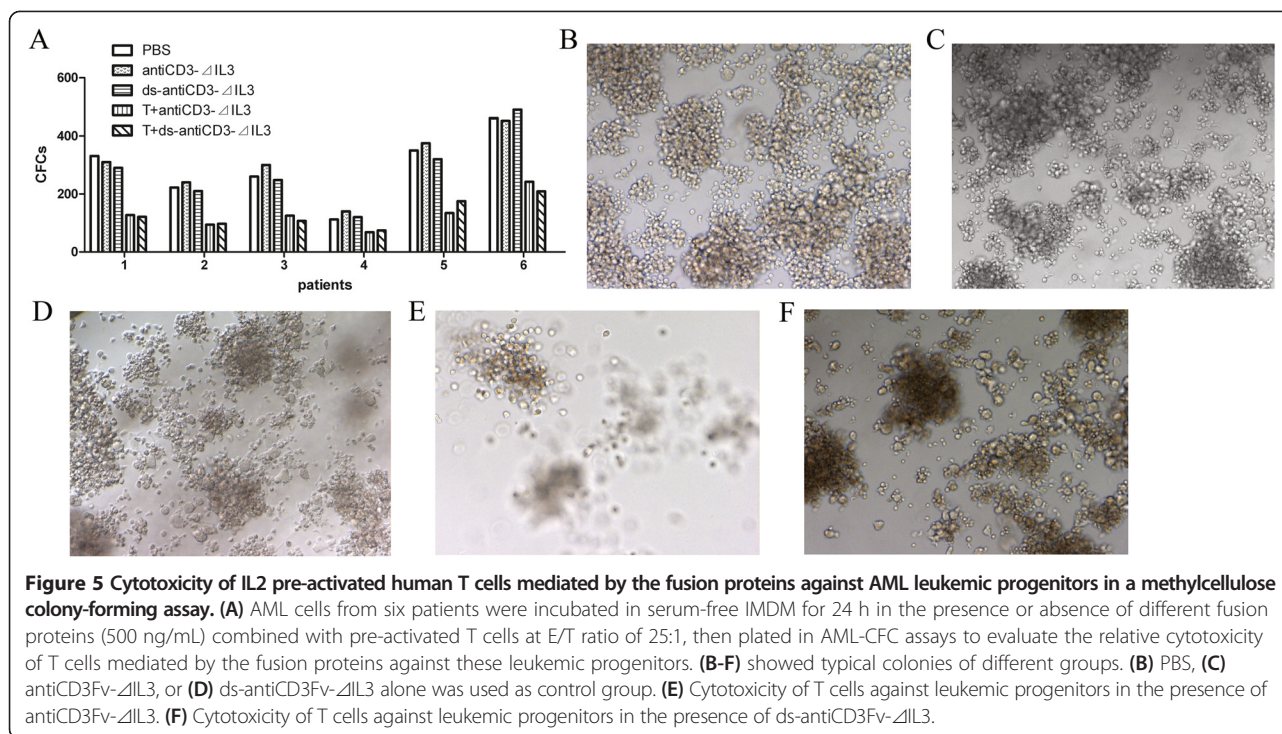 A
PBS
antiCD3-⊿IL3
ds-antiCD3-⊿IL3
T+antiCD3-⊿IL3
T+ds-antiCD3-⊿IL3
600
400
200
0
CFCs
1 2 3 4 5 6
patients
B
C
D
E
F
Figure 5 Cytotoxicity of IL2 pre-activated human T cells mediated by the fusion proteins against AML leukemic progenitors in a methylcellulose
colony-forming assay. (A) AML cells from six patients were incubated in serum-free IMDM for 24 h in the presence or absence of different fusion
proteins (500 ng/mL) combined with pre-activated T cells at E/T ratio of 25:1, then plated in AML-CFC assays to evaluate the relative cytotoxicity
of T cells mediated by the fusion proteins against these leukemic progenitors. (B-F) showed typical colonies of different groups. (B) PBS, (C)
antiCD3Fv-⊿IL3, or (D) ds-antiCD3Fv-⊿IL3 alone was used as control group. (E) Cytotoxicity of T cells against leukemic progenitors in the presence of
antiCD3Fv-⊿IL3. (F) Cytotoxicity of T cells against leukemic progenitors in the presence of ds-antiCD3Fv-⊿IL3.